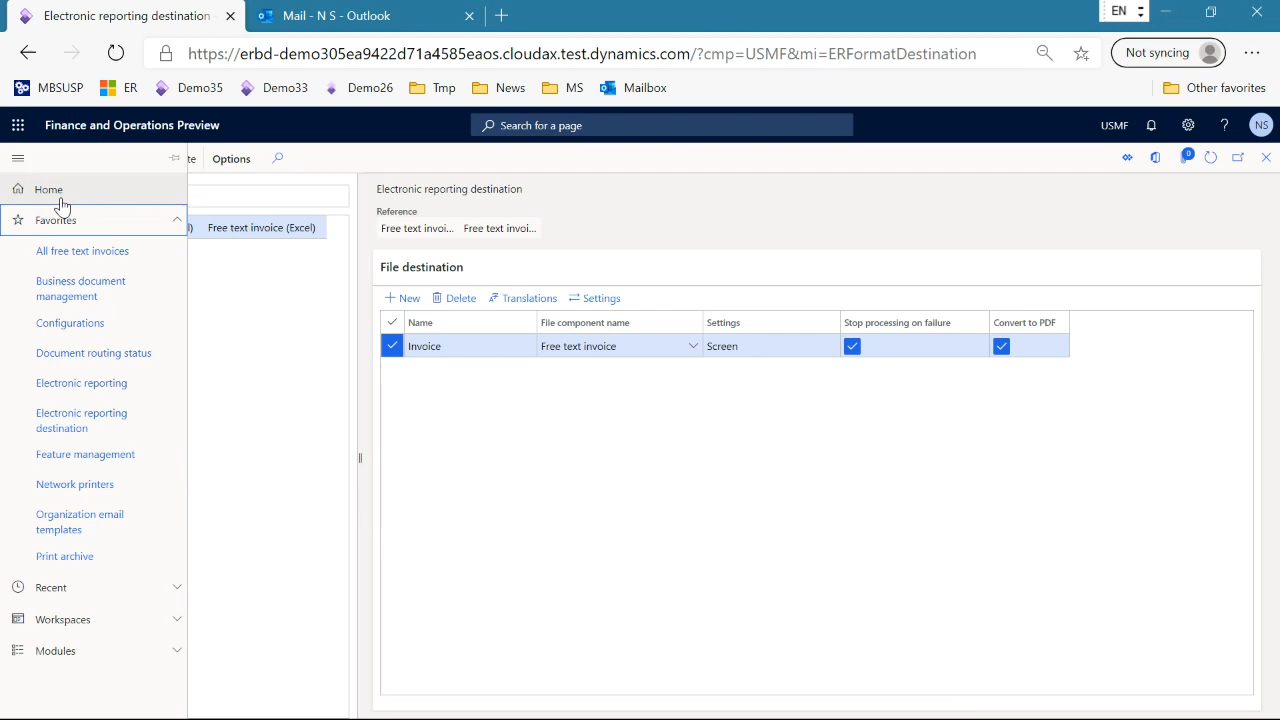 Electronic reporting destination
Mail - N S - Outlook
EN
https://erbd-demo305ea9422d71a4585eaos.cloudax.test.dynamics.com/?cmp=USMF&mi=ERFormatDestination
Not syncing
MBSUSP
ER
Demo35
Demo33
Demo26
Tmp
News
MS
Mailbox
Other favorites
Finance and Operations Preview
Search for a page
USMF
?
NS
te
Options
0
Home
Favorites
All free text invoices
Business document
management
Configurations
Document routing status
Electronic reporting
Electronic reporting
destination
Feature management
Network printers
Organization email
templates
Print archive
Recent
Workspaces
Modules
) Free text invoice (Excel)
Electronic reporting destination
Reference
Free text invoi... Free text invoi...
File destination
New Delete Translations Settings
Name File component name Settings Stop processing on failure Convert to PDF
Invoice Free text invoice Screen